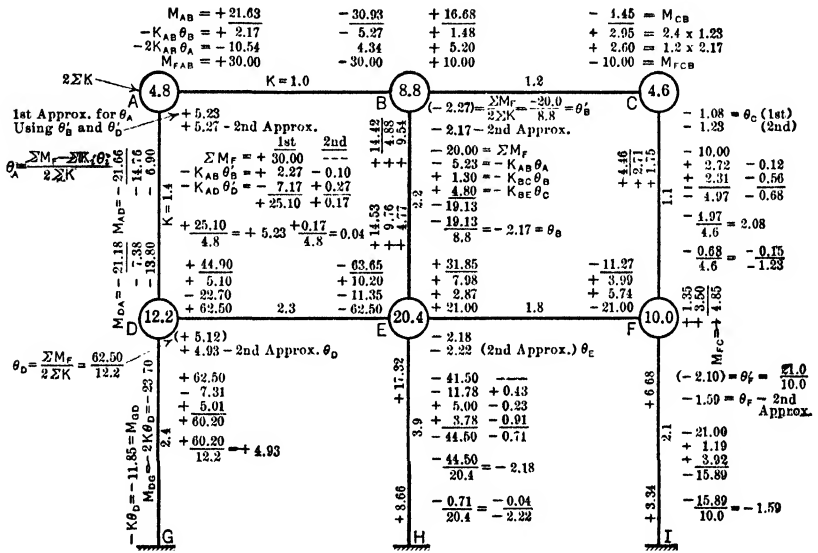 M_AB = + 21.63 - 30.93 + 16.68 - 1.45 = M_CB
-K_AB θ_B = + 2.17 - 5.27 + 1.48 + 2.95 = 2.4 x 1.23
-2K_AB θ_A = - 10.54 4.34 + 5.20 + 2.60 = 1.2 x 2.17
M_FAB = +30.00 -30.00 +10.00 -10.00 = M_FCB
2ΣK
4.8 K = 1.0 8.8 1.2 4.6
A B C
1st Approx. for θ_A
Using θ'_B and θ'_D
+ 5.23
+ 5.27 - 2nd Approx.
(- 2.27) = ΣM_F / 2ΣK = -20.0 / 8.8 = θ'_B
- 2.17 - 2nd Approx.
- 1.08 = θ_C (1st)
- 1.23 (2nd)
1st 2nd
ΣM_F = + 30.00 ---
- K_AB θ'_B = + 2.27 - 0.10
- K_AD θ'_D = - 7.17 + 0.27
+ 25.10 + 0.17
+ 25.10 / 4.8 = + 5.23 + 0.17 / 4.8 = 0.04
- 21.66 M_AD =
- 14.76
- 6.90
K = 1.4
M_DA = - 21.18
- 7.38
- 13.80
+ 14.42
+ 4.88
+ 9.54
2.2
+ 14.53
+ 9.76
+ 4.77
- 20.00 = ΣM_F
- 5.23 = - K_AB θ_A
+ 1.30 = - K_BC θ_B
+ 4.80 = - K_BE θ_C
- 19.13
- 19.13 / 8.8 = - 2.17 = θ_B
+ 4.46
+ 2.71
+ 1.75
1.1
- 10.00
+ 2.72 - 0.12
+ 2.31 - 0.56
- 4.97 - 0.68
- 4.97 / 4.6 = 2.08
- 0.68 / 4.6 = - 0.15
- 1.23
+ 1.35
+ 3.50
M_FC = + 4.85
+ 44.90 - 63.65 + 31.85 - 11.27
+ 5.10 + 10.20 + 7.98 + 3.99
- 22.70 - 11.35 + 2.87 + 5.74
+ 62.50 - 62.50 + 21.00 - 21.00
12.2 2.3 20.4 1.8 10.0
D E F
θ_D = ΣM_F / 2ΣK = 62.50 / 12.2
(+ 5.12)
+ 4.93 - 2nd Approx. θ_D
- 2.18
- 2.22 (2nd Approx.) θ_E
(- 2.10) = θ'_F = 21.0 / 10.0
- 1.59 = θ_F - 2nd
Approx.
+ 62.50
- 7.31
+ 5.01
+ 60.20
+ 60.20 / 12.2 = + 4.93
- 41.50 ---
- 11.78 + 0.43
+ 5.00 - 0.23
+ 3.78 - 0.91
- 44.50 - 0.71
- 44.50 / 20.4 = - 2.18
- 0.71 / 20.4 = - 0.04
- 2.22
- 21.00
+ 1.19
+ 3.92
- 15.89
- 15.89 / 10.0 = - 1.59
-Kθ_D = - 11.85 = M_GD
M_DG = - 2Kθ_D = - 23.70
2.4
+ 17.32
3.9
+ 8.66
+ 6.68
2.1
+ 3.34
G H I